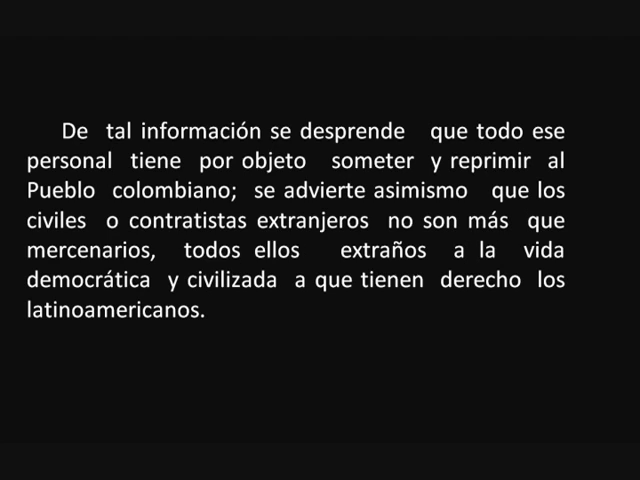 De tal información se desprende que todo ese
personal tiene por objeto someter y reprimir al
Pueblo colombiano; se advierte asimismo que los
civiles o contratistas extranjeros no son más que
mercenarios, todos ellos extraños a la vida
democrática y civilizada a que tienen derecho los
latinoamericanos.